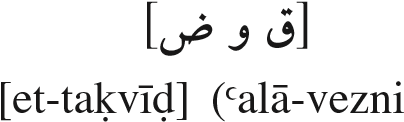 [ق و ض]
[et-taḳvīḍ] (ʿalā-vezni